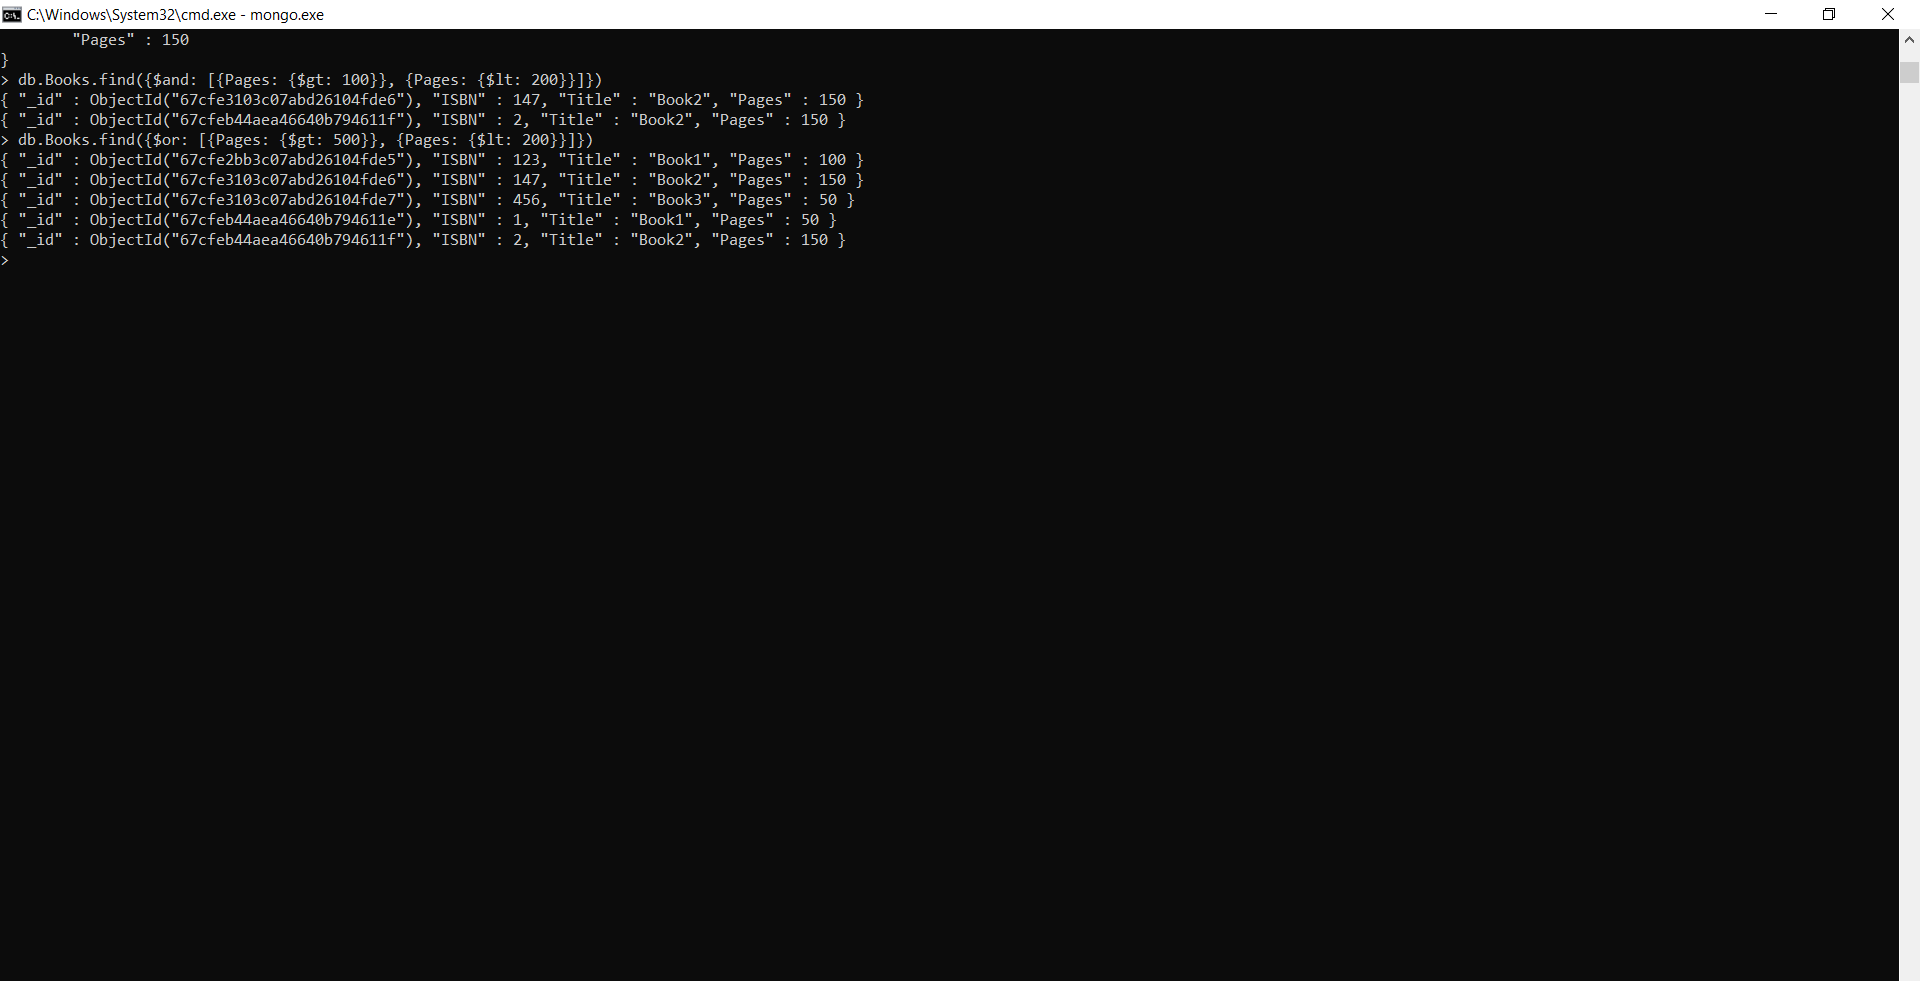 C:\Windows\System32\cmd.exe - mongo.exe
        "Pages" : 150
}
> db.Books.find({$and: [{Pages: {$gt: 100}}, {Pages: {$lt: 200}}]})
{ "_id" : ObjectId("67cfe3103c07abd26104fde6"), "ISBN" : 147, "Title" : "Book2", "Pages" : 150 }
{ "_id" : ObjectId("67cfeb44aea46640b794611f"), "ISBN" : 2, "Title" : "Book2", "Pages" : 150 }
> db.Books.find({$or: [{Pages: {$gt: 500}}, {Pages: {$lt: 200}}]})
{ "_id" : ObjectId("67cfe2bb3c07abd26104fde5"), "ISBN" : 123, "Title" : "Book1", "Pages" : 100 }
{ "_id" : ObjectId("67cfe3103c07abd26104fde6"), "ISBN" : 147, "Title" : "Book2", "Pages" : 150 }
{ "_id" : ObjectId("67cfe3103c07abd26104fde7"), "ISBN" : 456, "Title" : "Book3", "Pages" : 50 }
{ "_id" : ObjectId("67cfeb44aea46640b794611e"), "ISBN" : 1, "Title" : "Book1", "Pages" : 50 }
{ "_id" : ObjectId("67cfeb44aea46640b794611f"), "ISBN" : 2, "Title" : "Book2", "Pages" : 150 }
>